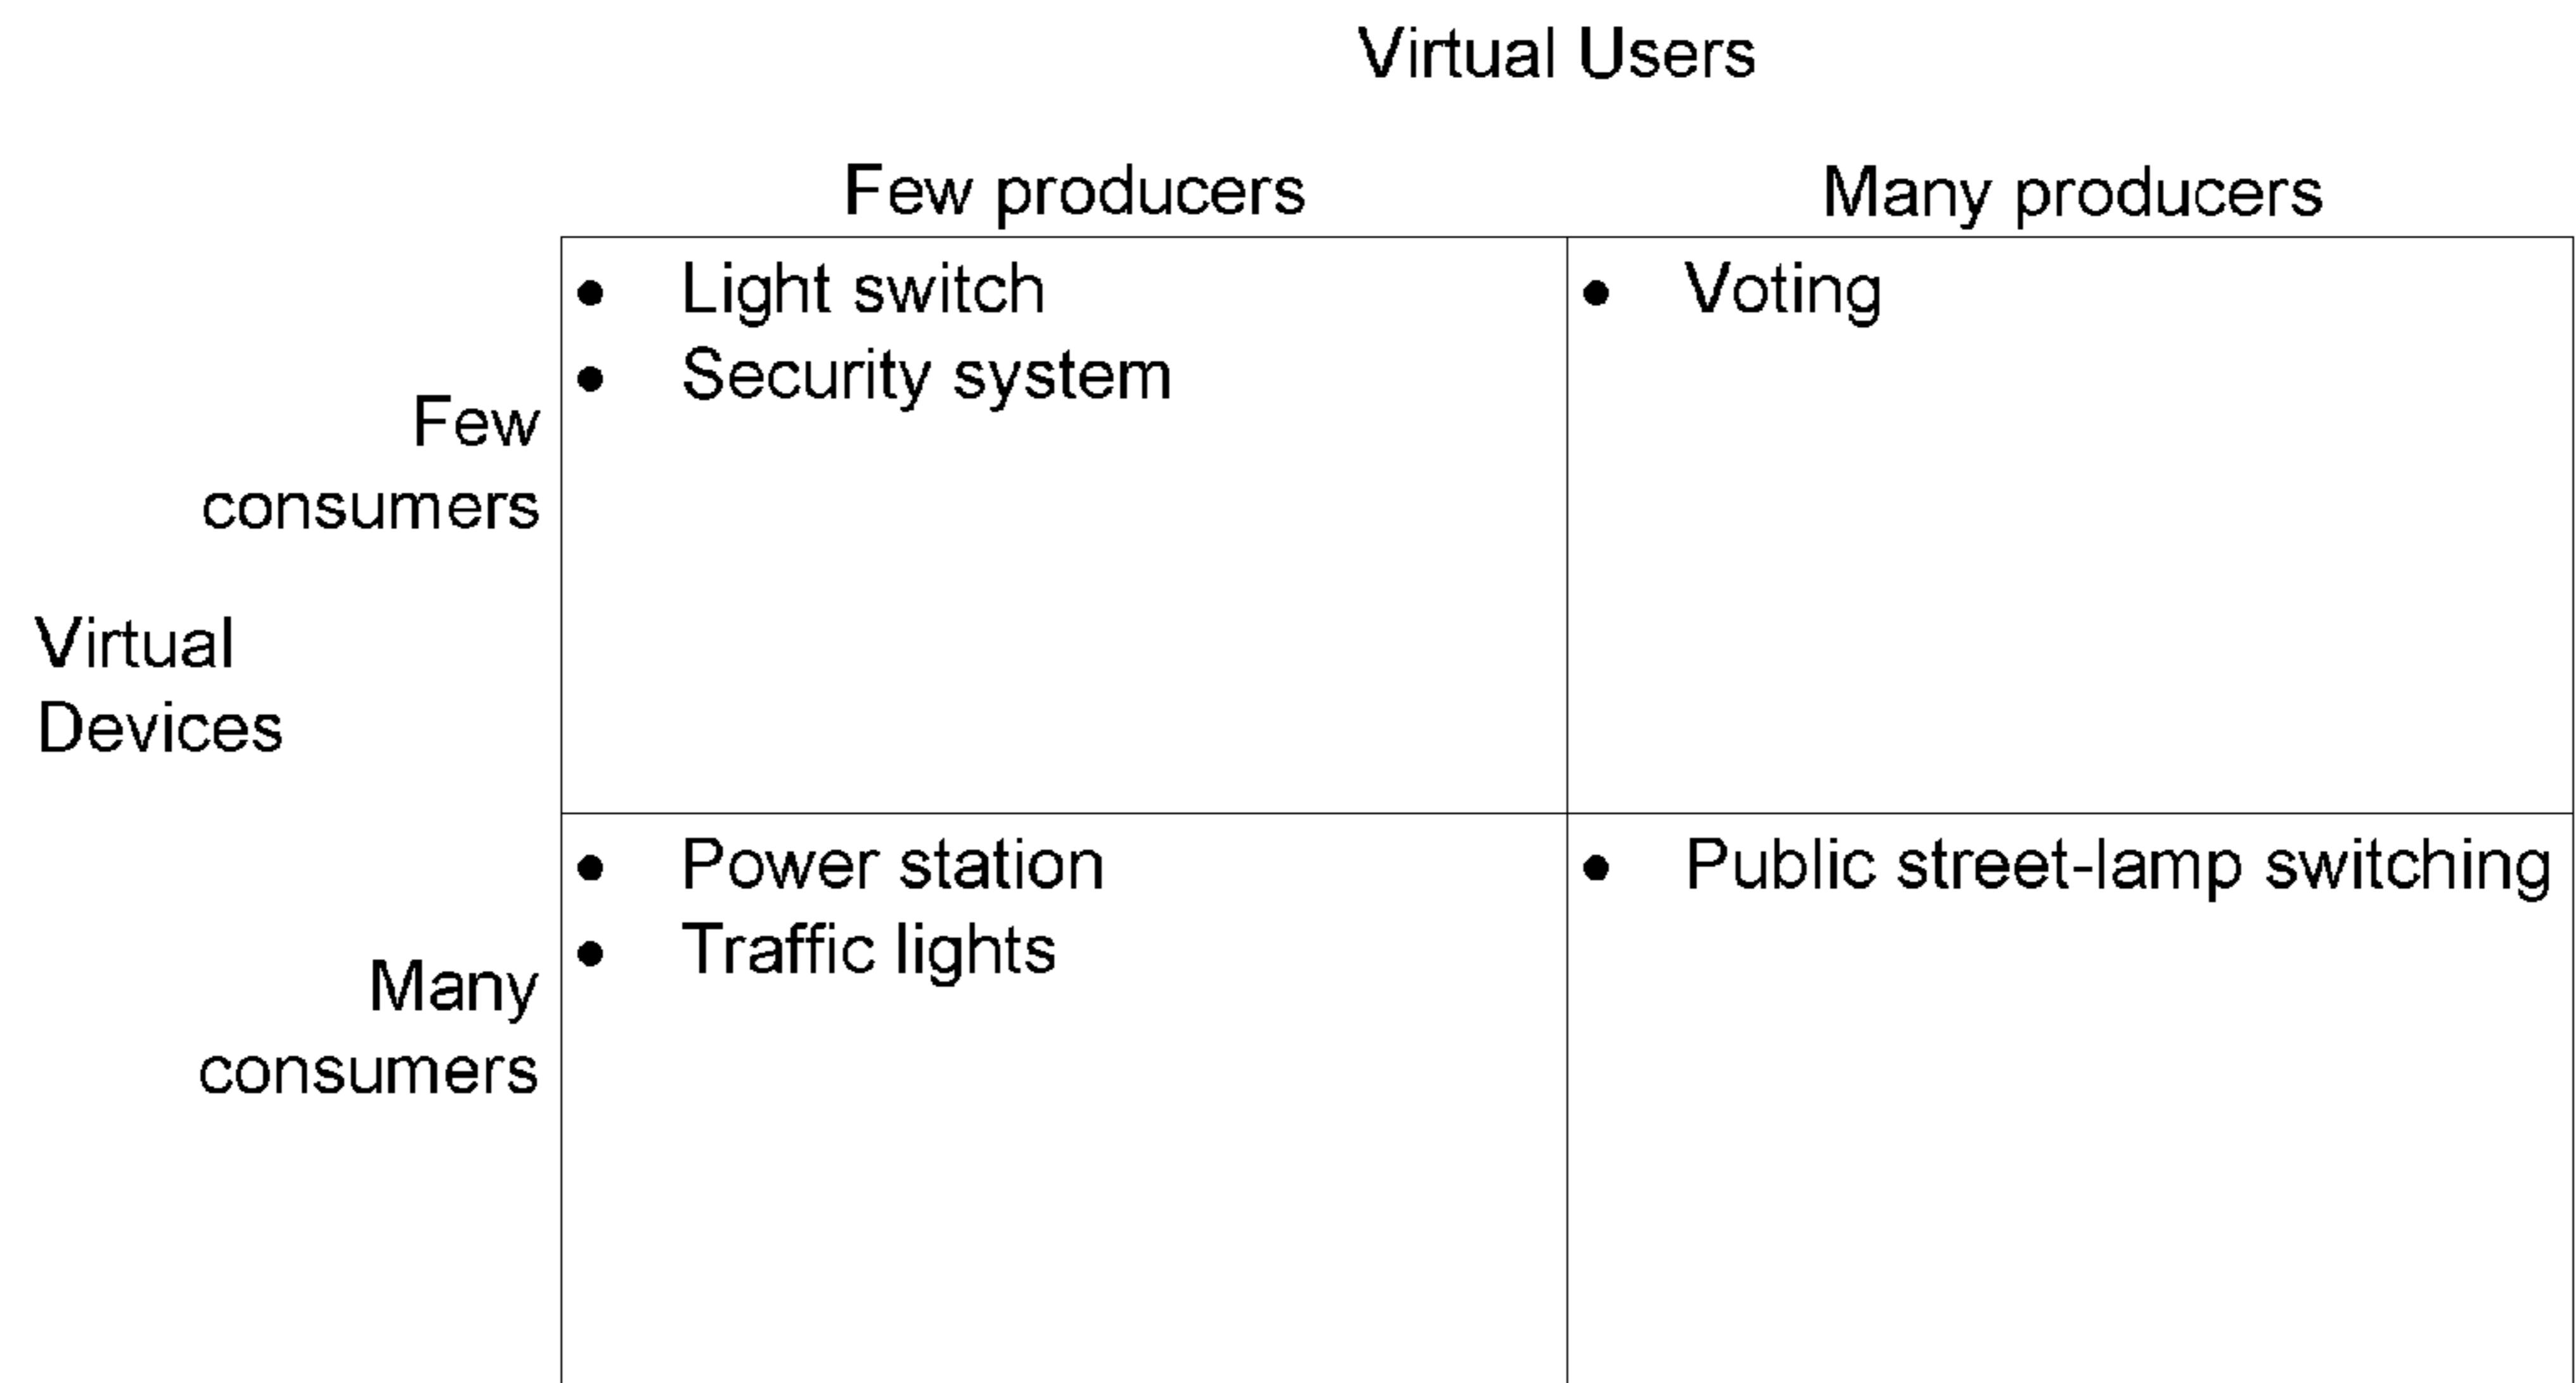 Virtual Users
Few producers
Many producers
Few
consumers
• Light switch
• Security system
• Voting
Virtual
Devices
Many
consumers
• Power station
• Traffic lights
• Public street-lamp switching